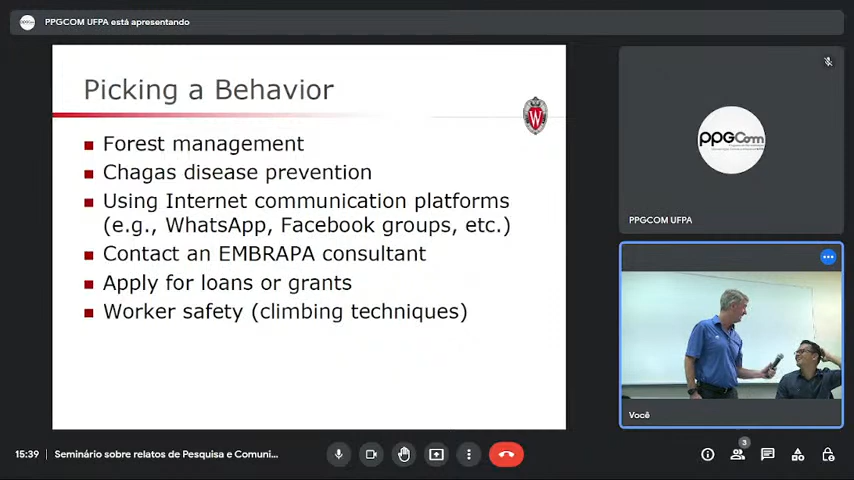 PPGCOM UFPA está apresentando
Picking a Behavior
W
Forest management
Chagas disease prevention
Using Internet communication platforms
(e.g., WhatsApp, Facebook groups, etc.)
Contact an EMBRAPA consultant
Apply for loans or grants
Worker safety (climbing techniques)
ppgcom
PPGCOM UFPA
Você
15:39 Seminário sobre relatos de Pesquisa e Comuni...
3